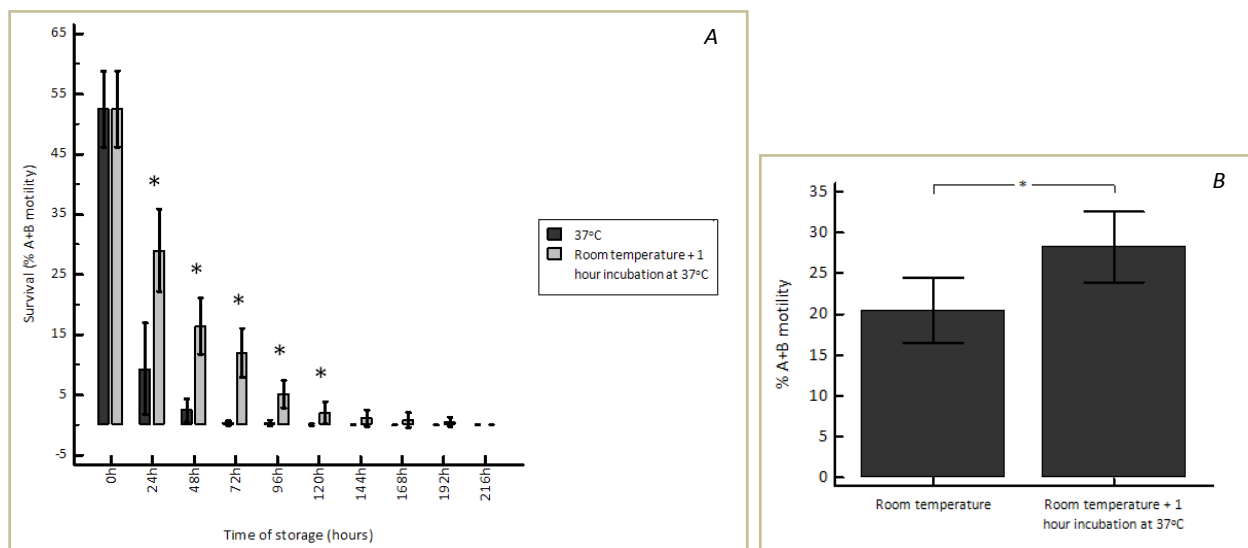 A
65
55
45
35
25
15
5
-5
Survival (% A+B motility)
*
*
*
*
*
0h
24h
48h
72h
96h
120h
144h
168h
192h
216h
Time of storage (hours)
37°C
Room temperature + 1
hour incubation at 37°C
B
35
30
25
20
15
10
5
0
% A+B motility
*
Room temperature
Room temperature + 1
hour incubation at 37°C